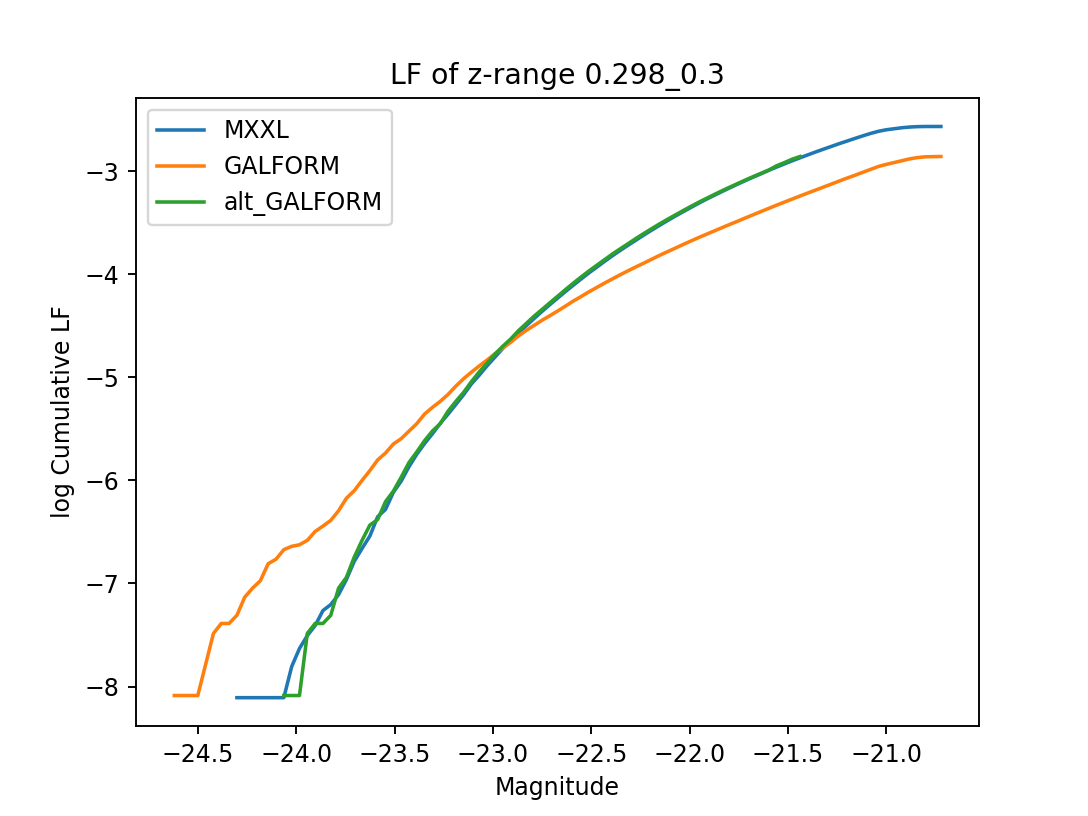 LF of z-range 0.298_0.3
MXXL
GALFORM
alt_GALFORM
−3
−4
−5
−6
−7
−8
log Cumulative LF
−24.5 −24.0 −23.5 −23.0 −22.5 −22.0 −21.5 −21.0
Magnitude